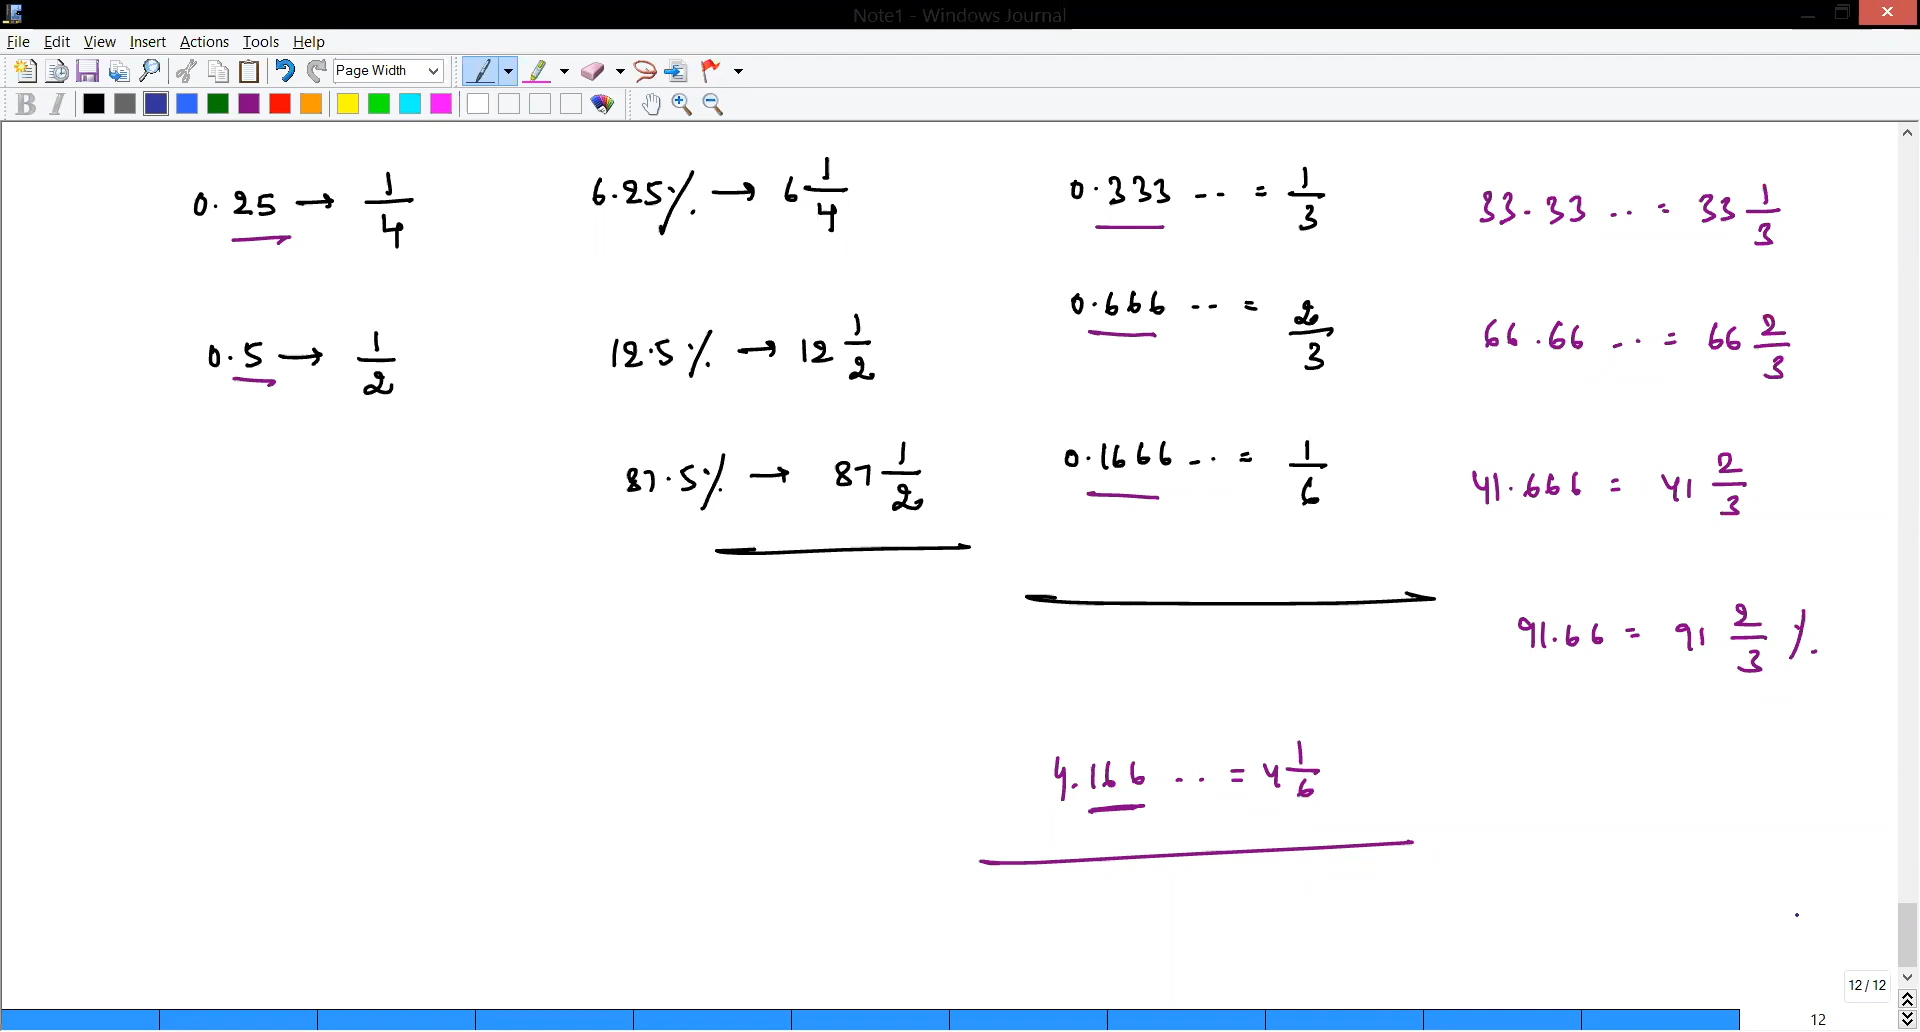 Note1 - Windows Journal
File Edit View Insert Actions Tools Help
Page Width
B I
0.25 → 1/4
6.25% → 6 1/4
0.333 .. = 1/3
33.33 .. = 33 1/3
0.5 → 1/2
12.5% → 12 1/2
0.666 .. = 2/3
66.66 .. = 66 2/3
87.5% → 87 1/2
0.1666 .. = 1/6
41.666 = 41 2/3
91.66 = 91 2/3 %.
4.166 .. = 4 1/6
12 / 12
12